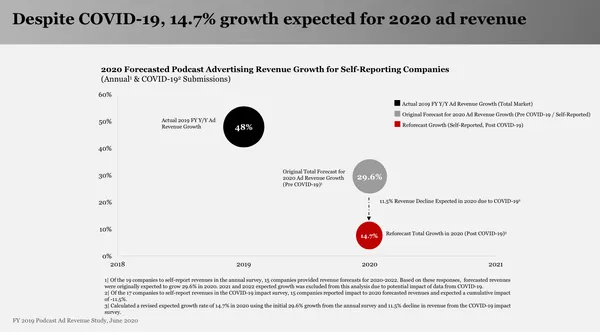 Despite COVID-19, 14.7% growth expected for 2020 ad revenue
2020 Forecasted Podcast Advertising Revenue Growth for Self-Reporting Companies
(Annual¹ & COVID-19² Submissions)
60%
50%
40%
30%
20%
10%
0%
Actual 2019 FY Y/Y Ad Revenue Growth (Total Market)
Original Forecast for 2020 Ad Revenue Growth (Pre COVID-19 / Self-Reported)
Reforecast Growth (Self-Reported, Post COVID-19)
Actual 2019 FY Y/Y Ad
Revenue Growth
48%
Original Total Forecast for
2020 Ad Revenue Growth
(Pre COVID-19)¹
29.6%
11.5% Revenue Decline Expected in 2020 due to COVID-19²
14.7%
Reforecast Total Growth in 2020 (Post COVID-19)³
2018
2019
2020
2021
1| Of the 19 companies to self-report revenues in the annual survey, 15 companies provided revenue forecasts for 2020-2022. Based on these responses, forecasted revenues
were originally expected to grow 29.6% in 2020. 2021 and 2022 expected growth was excluded from this analysis due to potential impact of data from COVID-19.
2| Of the 17 companies to self-report revenues in the COVID-19 impact survey, 15 companies reported impact to 2020 forecasted revenues and expected a cumulative impact
of -11.5%.
3| Calculated a revised expected growth rate of 14.7% in 2020 using the initial 29.6% growth from the annual survey and 11.5% decline in revenue from the COVID-19 impact
survey.
FY 2019 Podcast Ad Revenue Study, June 2020